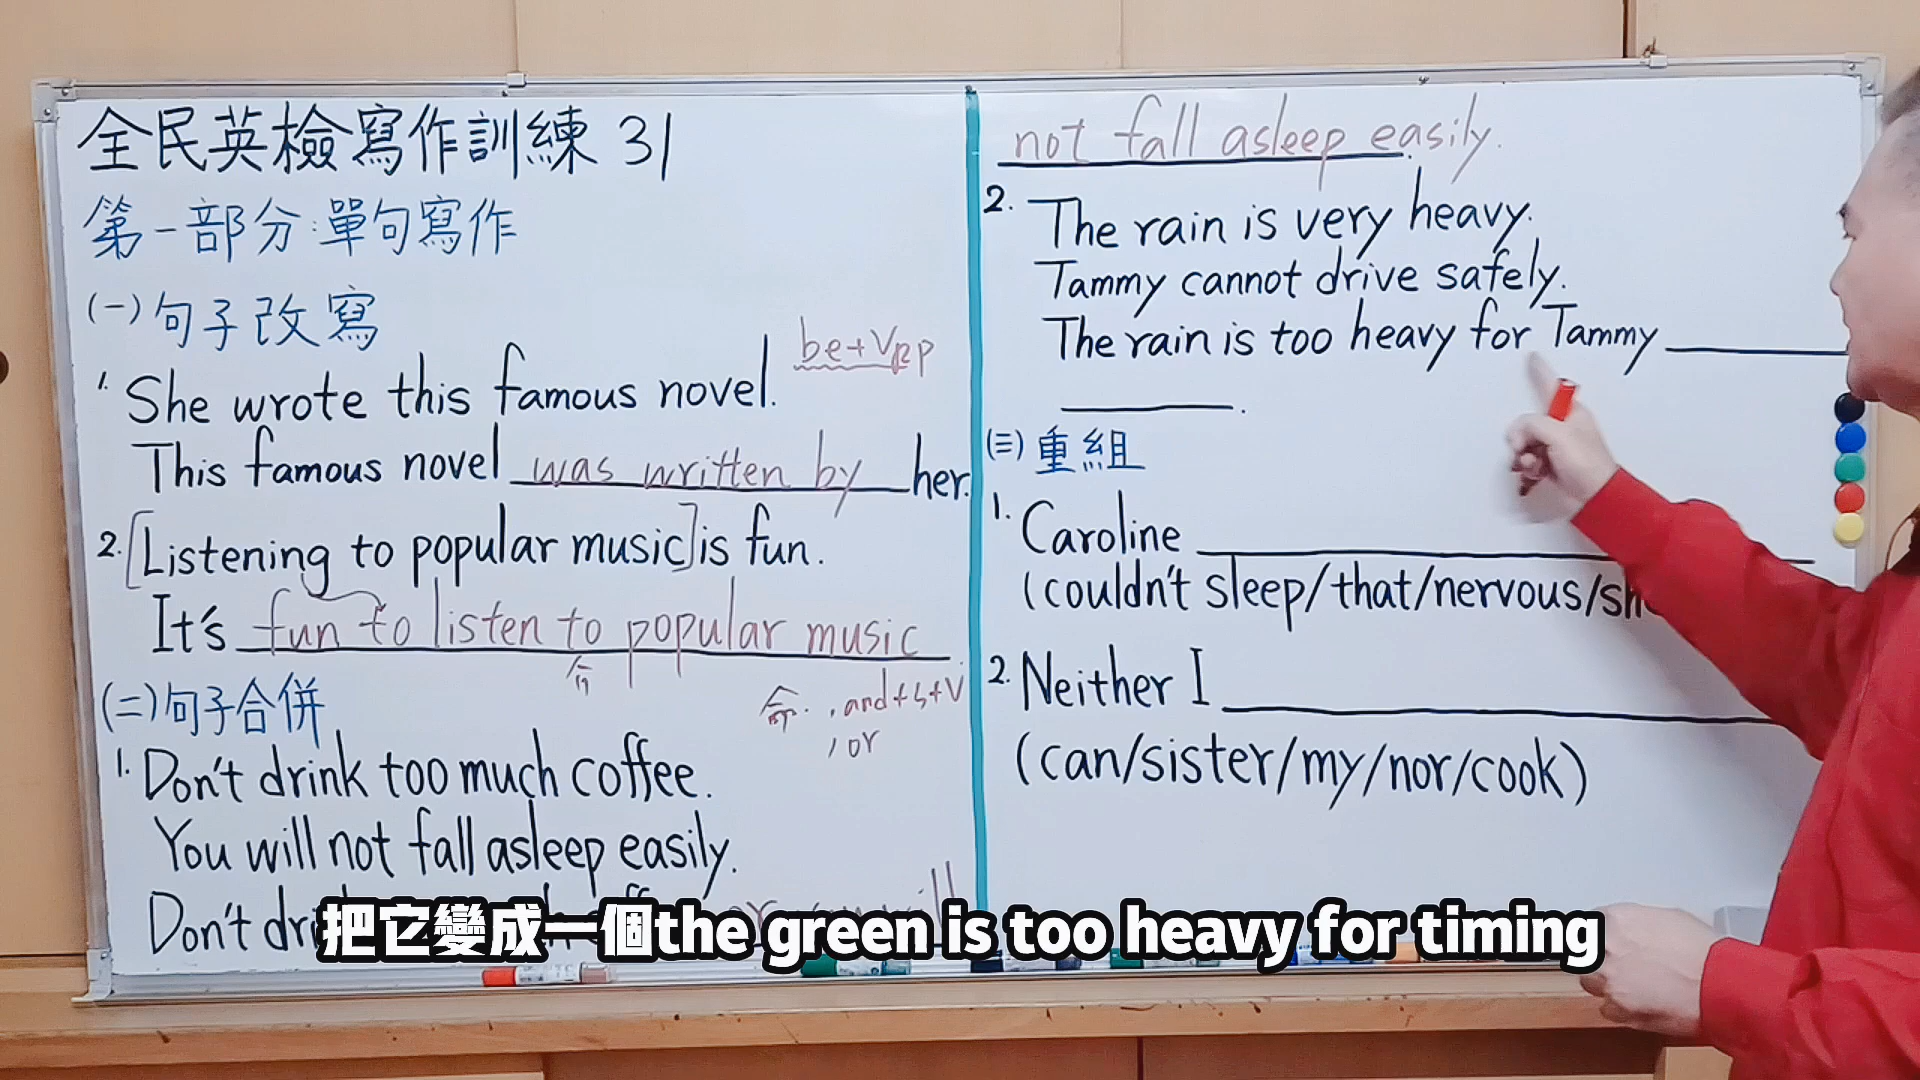 全民英檢寫作訓練 31
第一部分:單句寫作
(一)句子改寫
be+Vpp
1. She wrote this famous novel.
This famous novel was written by her.
2. [Listening to popular music] is fun.
It's fun to listen to popular music
(二)句子合併
命. , and+S+V
, or
1. Don't drink too much coffee.
You will not fall asleep easily.
Don't
not fall asleep easily.
2. The rain is very heavy.
Tammy cannot drive safely.
The rain is too heavy for Tammy
.
(三)重組
1. Caroline
(couldn't sleep/that/nervous/
2. Neither I
(can/sister/my/nor/cook)
把它變成一個the green is too heavy for timing